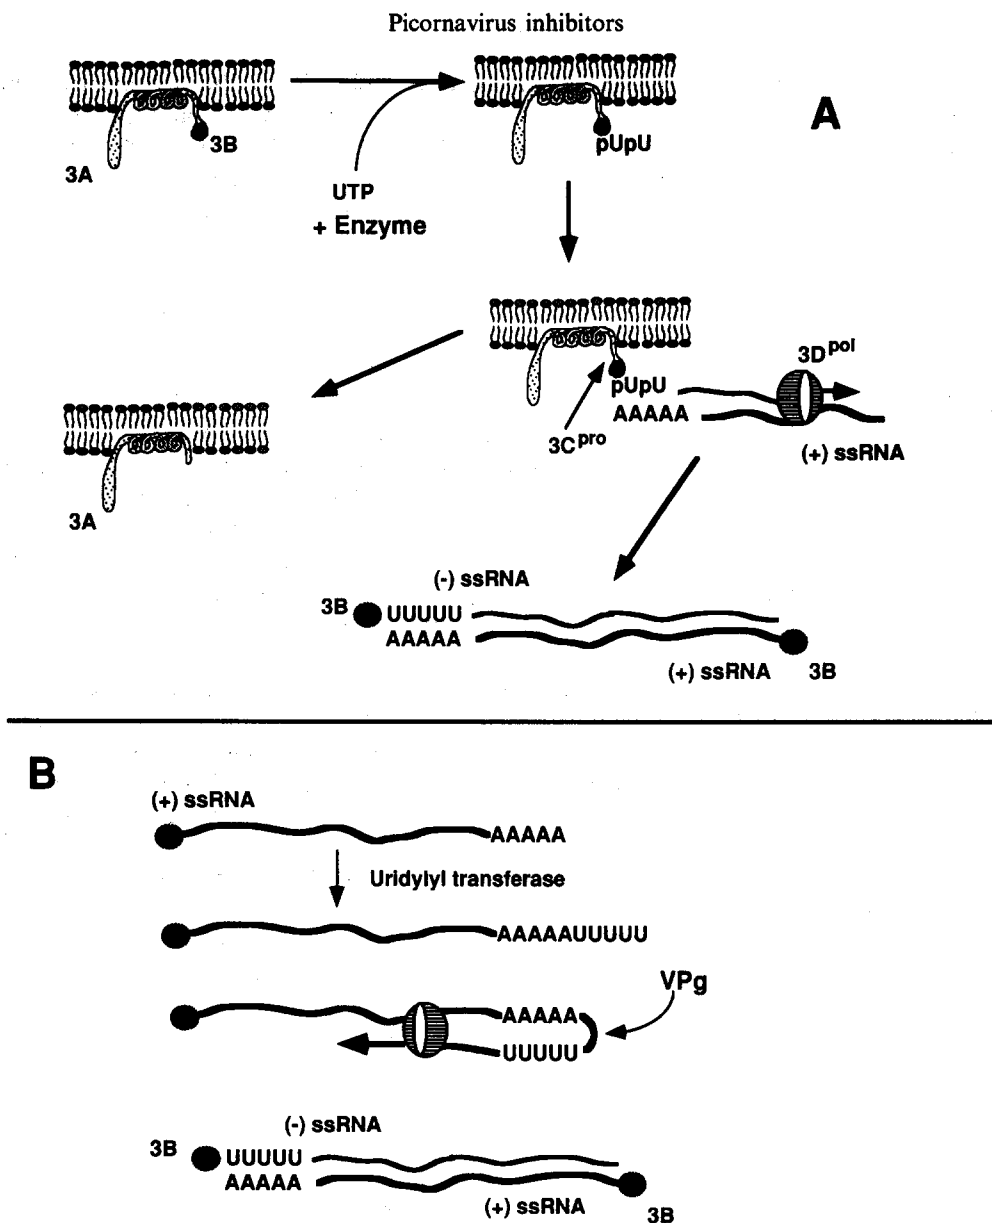 Picornavirus inhibitors
A
3B
pUpU
3A
UTP
+ Enzyme
3D pol
pUpU
AAAAA
3C pro
(+) ssRNA
3A
(-) ssRNA
3B UUUUU
AAAAA
(+) ssRNA 3B
B
(+) ssRNA
AAAAA
Uridylyl transferase
AAAAAUUUUU
VPg
AAAAA
UUUUU
(-) ssRNA
3B UUUUU
AAAAA
(+) ssRNA
3B